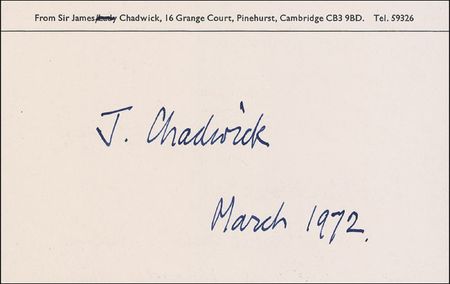 From Sir James/Lady Chadwick, 16 Grange Court, Pinehurst, Cambridge CB3 9BD. Tel. 59326
J. Chadwick
March 1972.